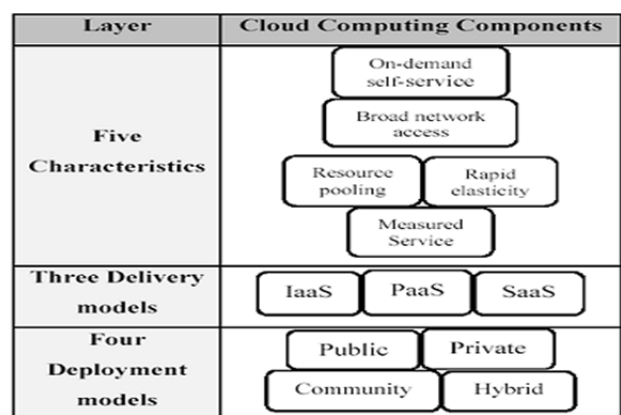 Layer
Cloud Computing Components
Five
Characteristics
On-demand
self-service
Broad network
access
Resource
pooling
Rapid
elasticity
Measured
Service
Three Delivery
models
IaaS
PaaS
SaaS
Four
Deployment
models
Public
Private
Community
Hybrid